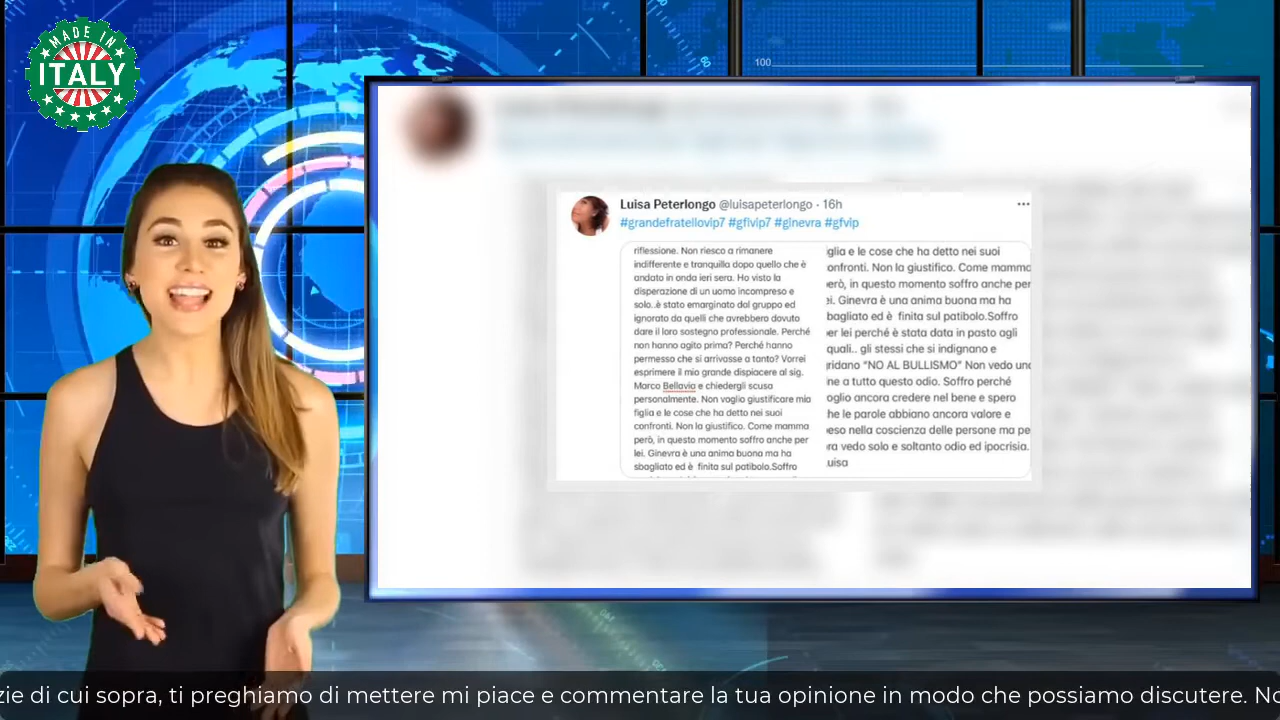 MADE IN
ITALY
100
Luisa Peterlongo @luisapeterlongo · 16h
#grandefratellovip7 #gfivip7 #ginevra #gfvip
riflessione. Non riesco a rimanere
indifferente e tranquilla dopo quello che è
andato in onda ieri sera. Ho visto la
disperazione di un uomo incompreso e
solo..è stato emarginato dal gruppo ed
ignorato da quelli che avrebbero dovuto
dare il loro sostegno professionale. Perché
non hanno agito prima? Perché hanno
permesso che si arrivasse a tanto? Vorrei
esprimere il mio grande dispiacere al sig.
Marco Bellavia e chiedergli scusa
personalmente. Non voglio giustificare mia
figlia e le cose che ha detto nei suoi
confronti. Non la giustifico. Come mamma
però, in questo momento soffro anche per
lei. Ginevra è una anima buona ma ha
sbagliato ed è finita sul patibolo.Soffro
iglia e le cose che ha detto nei suoi
onfronti. Non la giustifico. Come mamma
erò, in questo momento soffro anche per
ei. Ginevra è una anima buona ma ha
bagliato ed è finita sul patibolo.Soffro
er lei perché è stata data in pasto agli
quali.. gli stessi che si indignano e
ridano “NO AL BULLISMO” Non vedo una
ne a tutto questo odio. Soffro perché
oglio ancora credere nel bene e spero
he le parole abbiano ancora valore e
eso nella coscienza delle persone ma pe
ra vedo solo e soltanto odio ed ipocrisia.
uisa
zie di cui sopra, ti preghiamo di mettere mi piace e commentare la tua opinione in modo che possiamo discutere. No